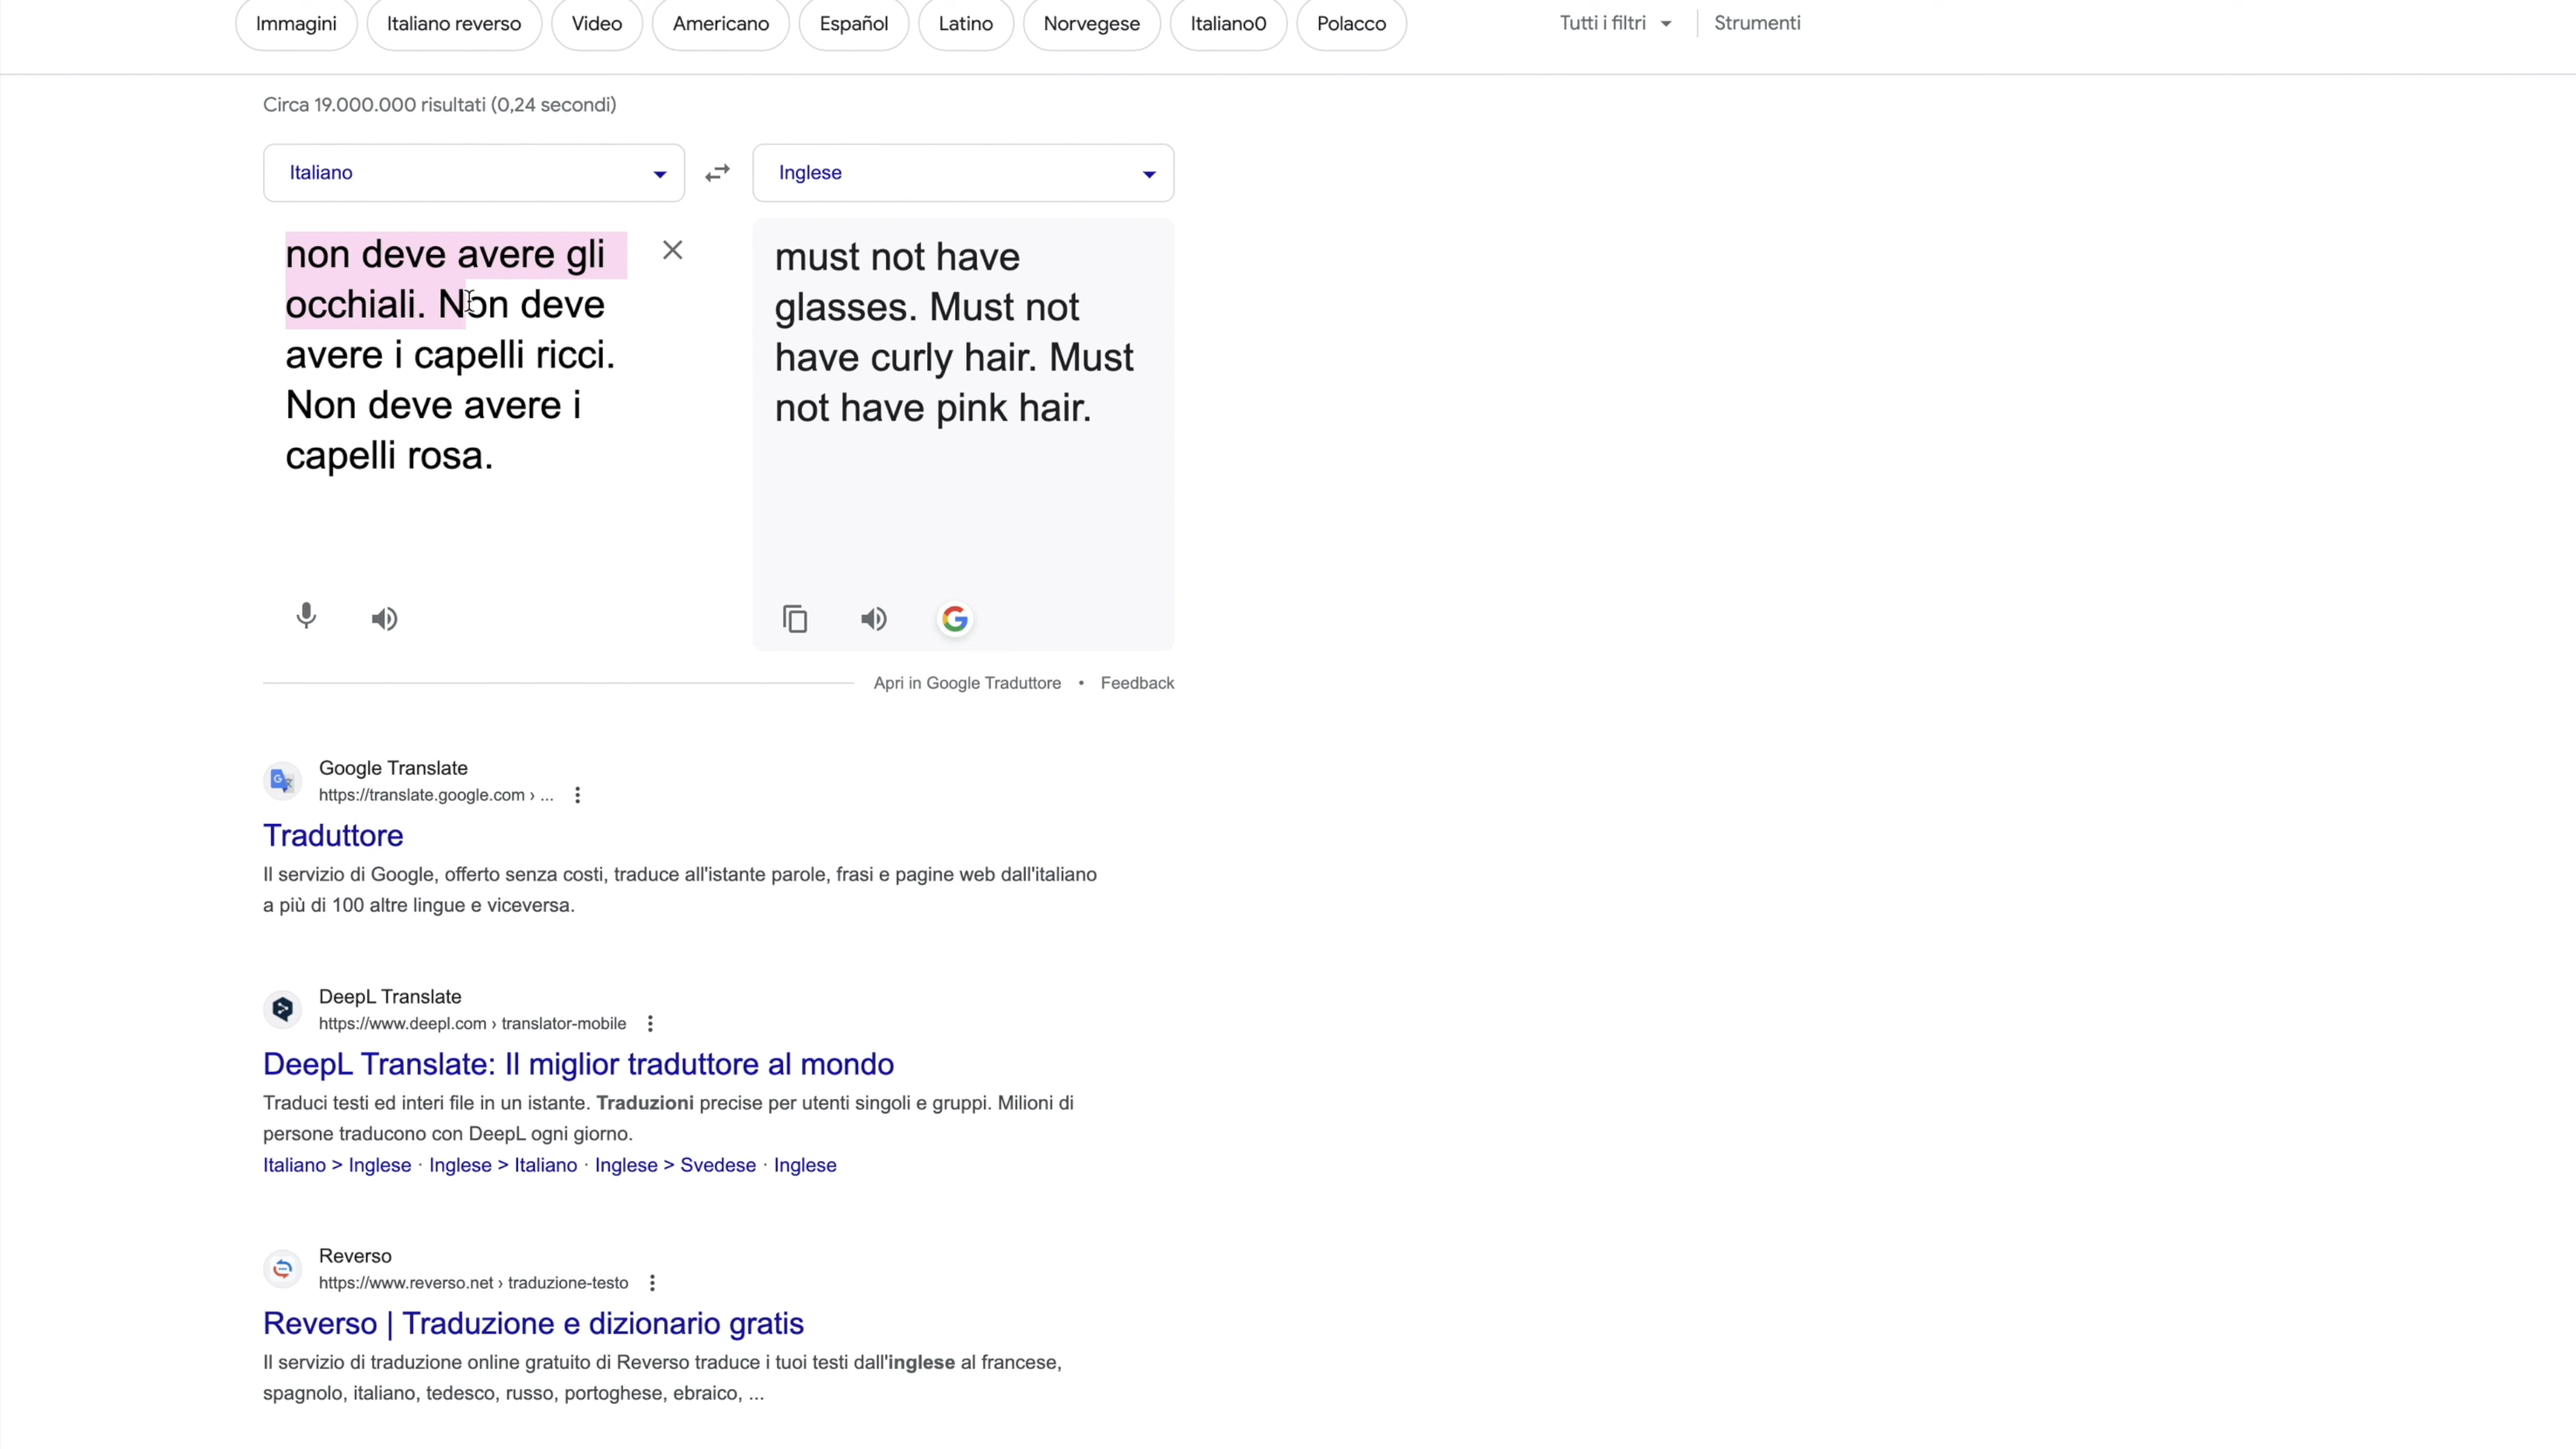 Immagini Italiano reverso Video Americano Español Latino Norvegese Italiano0 Polacco Tutti i filtri Strumenti
Circa 19.000.000 risultati (0,24 secondi)
Italiano Inglese
non deve avere gli
occhiali. Non deve
avere i capelli ricci.
Non deve avere i
capelli rosa.
must not have
glasses. Must not
have curly hair. Must
not have pink hair.
Apri in Google Traduttore • Feedback
Google Translate
https://translate.google.com › ...
Traduttore
Il servizio di Google, offerto senza costi, traduce all'istante parole, frasi e pagine web dall'italiano
a più di 100 altre lingue e viceversa.
DeepL Translate
https://www.deepl.com › translator-mobile
DeepL Translate: Il miglior traduttore al mondo
Traduci testi ed interi file in un istante. Traduzioni precise per utenti singoli e gruppi. Milioni di
persone traducono con DeepL ogni giorno.
Italiano > Inglese · Inglese > Italiano · Inglese > Svedese · Inglese
Reverso
https://www.reverso.net › traduzione-testo
Reverso | Traduzione e dizionario gratis
Il servizio di traduzione online gratuito di Reverso traduce i tuoi testi dall'inglese al francese,
spagnolo, italiano, tedesco, russo, portoghese, ebraico, ...